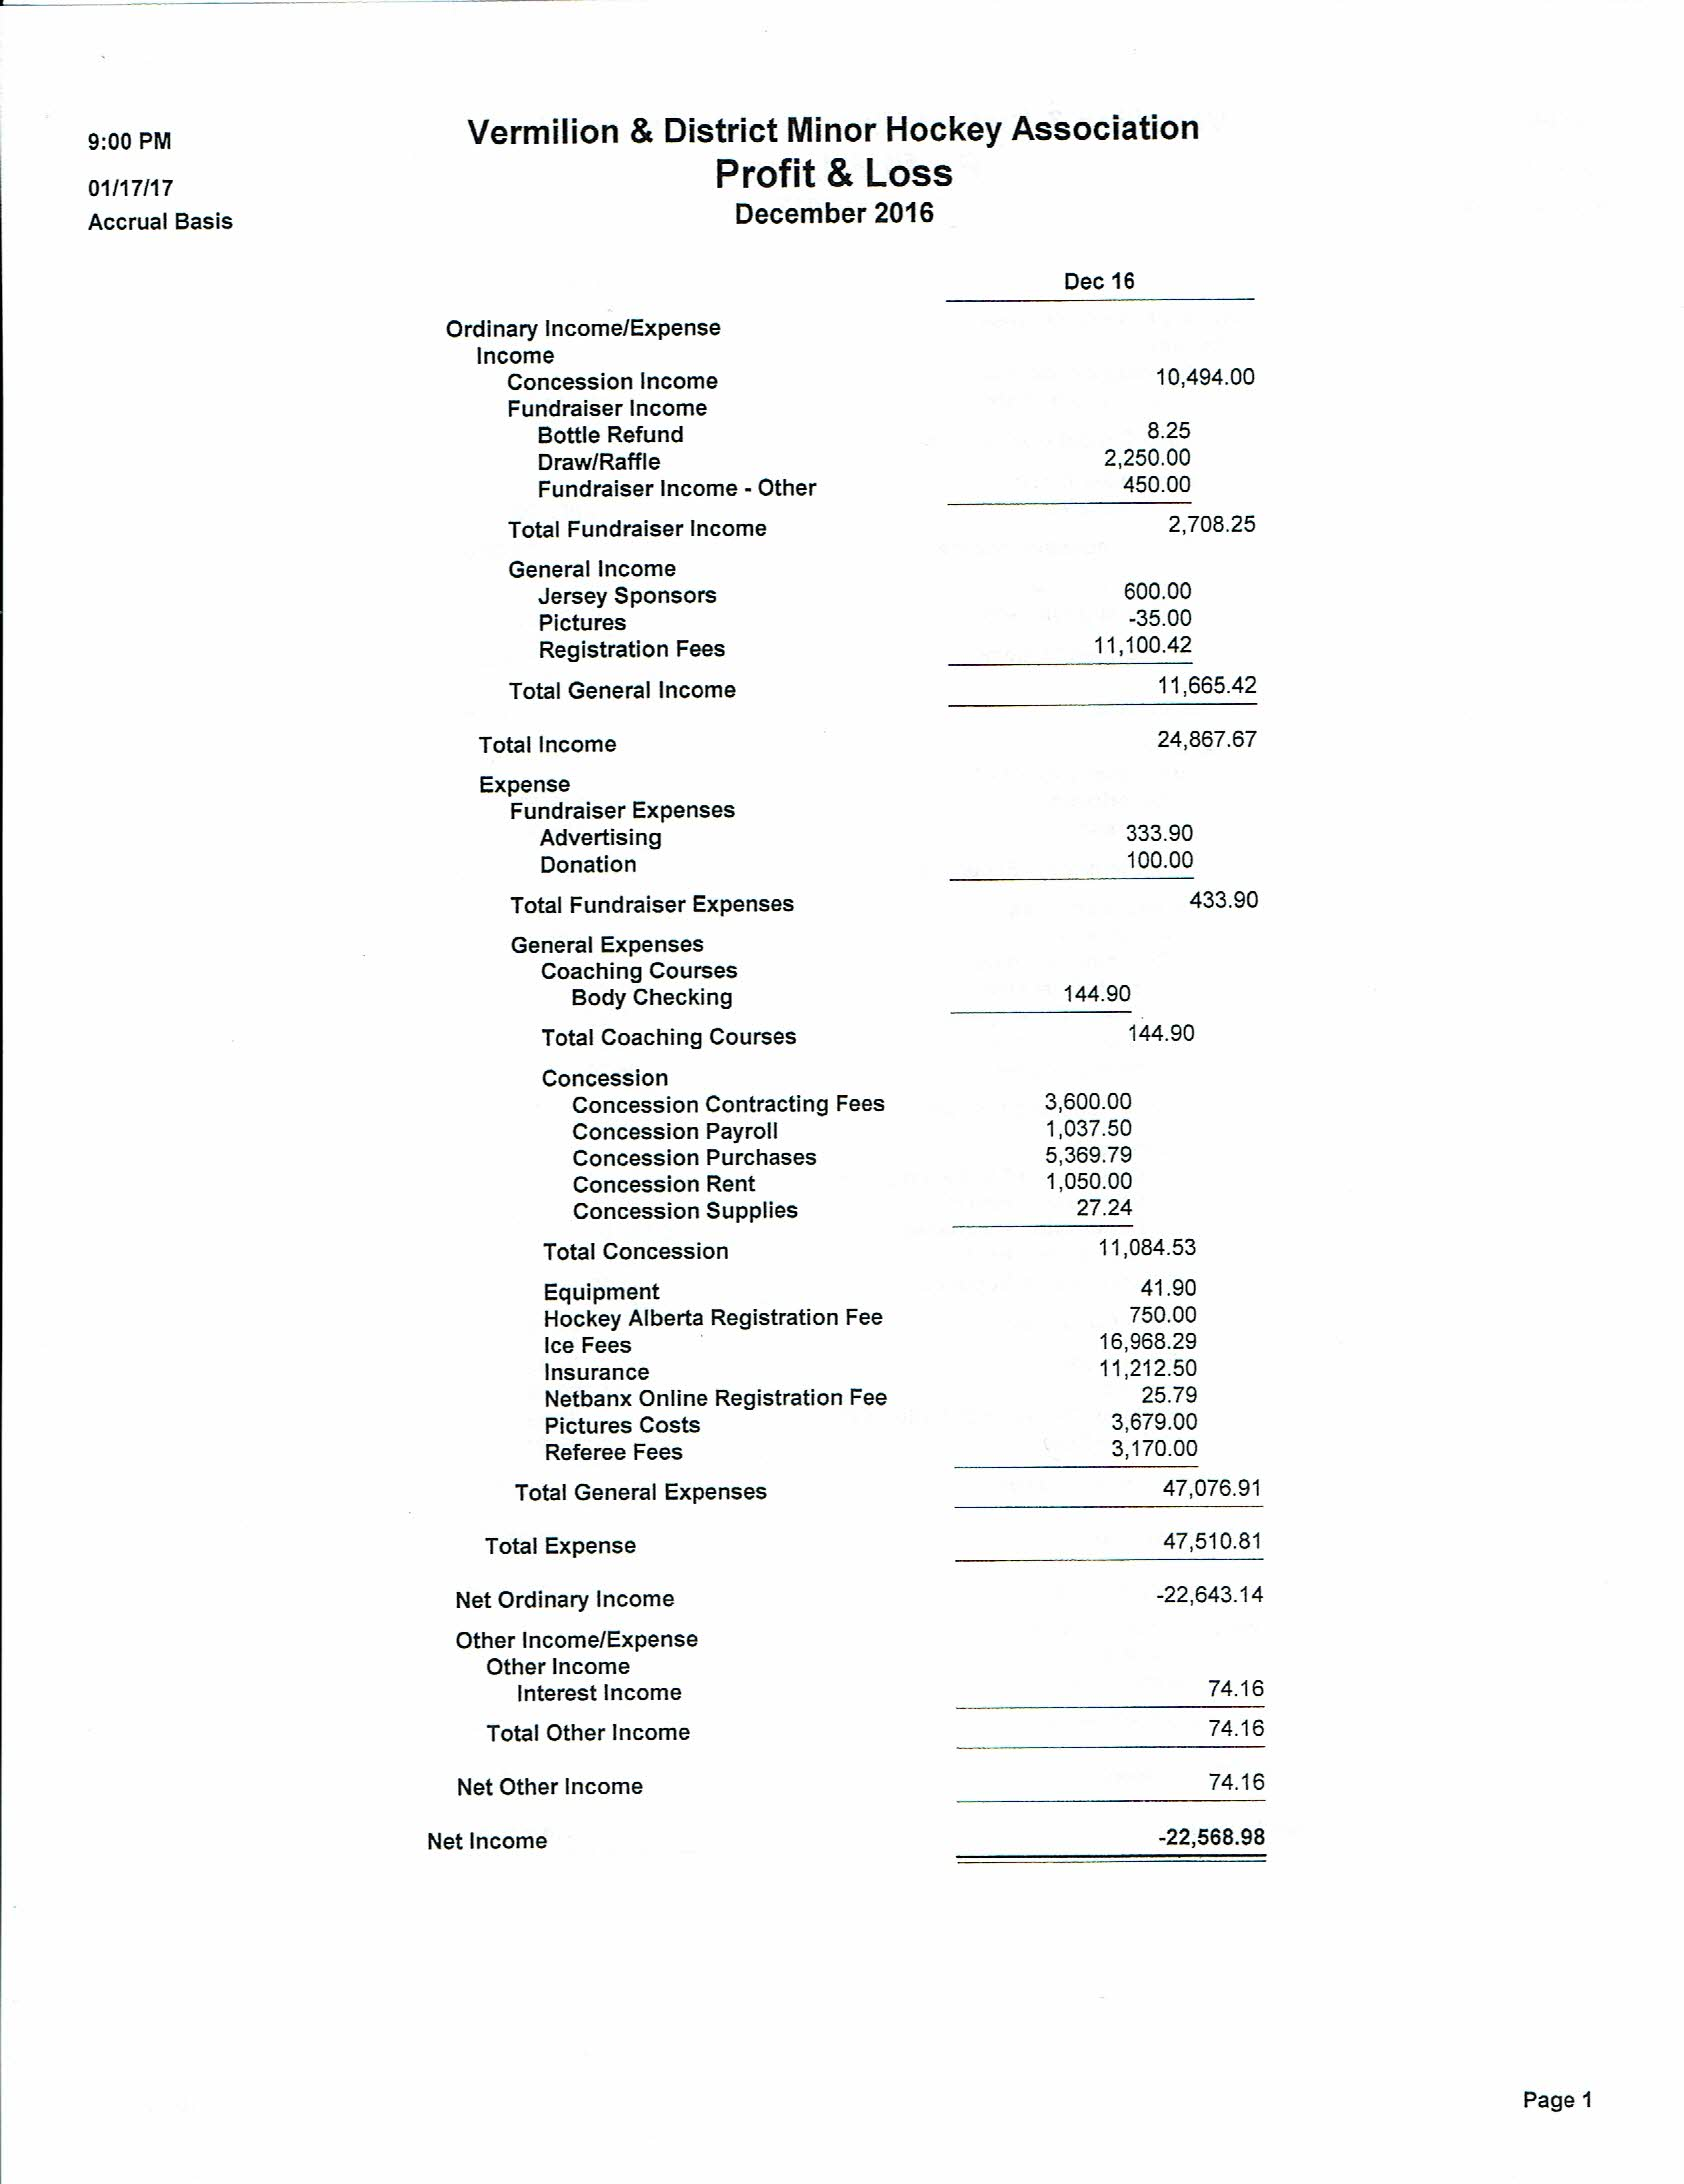 9:00 PM
01/17/17
Accrual Basis
Vermilion & District Minor Hockey Association
Profit & Loss
December 2016
Dec 16
Ordinary Income/Expense
Income
Concession Income 10,494.00
Fundraiser Income
Bottle Refund 8.25
Draw/Raffle 2,250.00
Fundraiser Income - Other 450.00
Total Fundraiser Income 2,708.25
General Income
Jersey Sponsors 600.00
Pictures -35.00
Registration Fees 11,100.42
Total General Income 11,665.42
Total Income 24,867.67
Expense
Fundraiser Expenses
Advertising 333.90
Donation 100.00
Total Fundraiser Expenses 433.90
General Expenses
Coaching Courses
Body Checking 144.90
Total Coaching Courses 144.90
Concession
Concession Contracting Fees 3,600.00
Concession Payroll 1,037.50
Concession Purchases 5,369.79
Concession Rent 1,050.00
Concession Supplies 27.24
Total Concession 11,084.53
Equipment 41.90
Hockey Alberta Registration Fee 750.00
Ice Fees 16,968.29
Insurance 11,212.50
Netbanx Online Registration Fee 25.79
Pictures Costs 3,679.00
Referee Fees 3,170.00
Total General Expenses 47,076.91
Total Expense 47,510.81
Net Ordinary Income -22,643.14
Other Income/Expense
Other Income
Interest Income 74.16
Total Other Income 74.16
Net Other Income 74.16
Net Income -22,568.98
Page 1